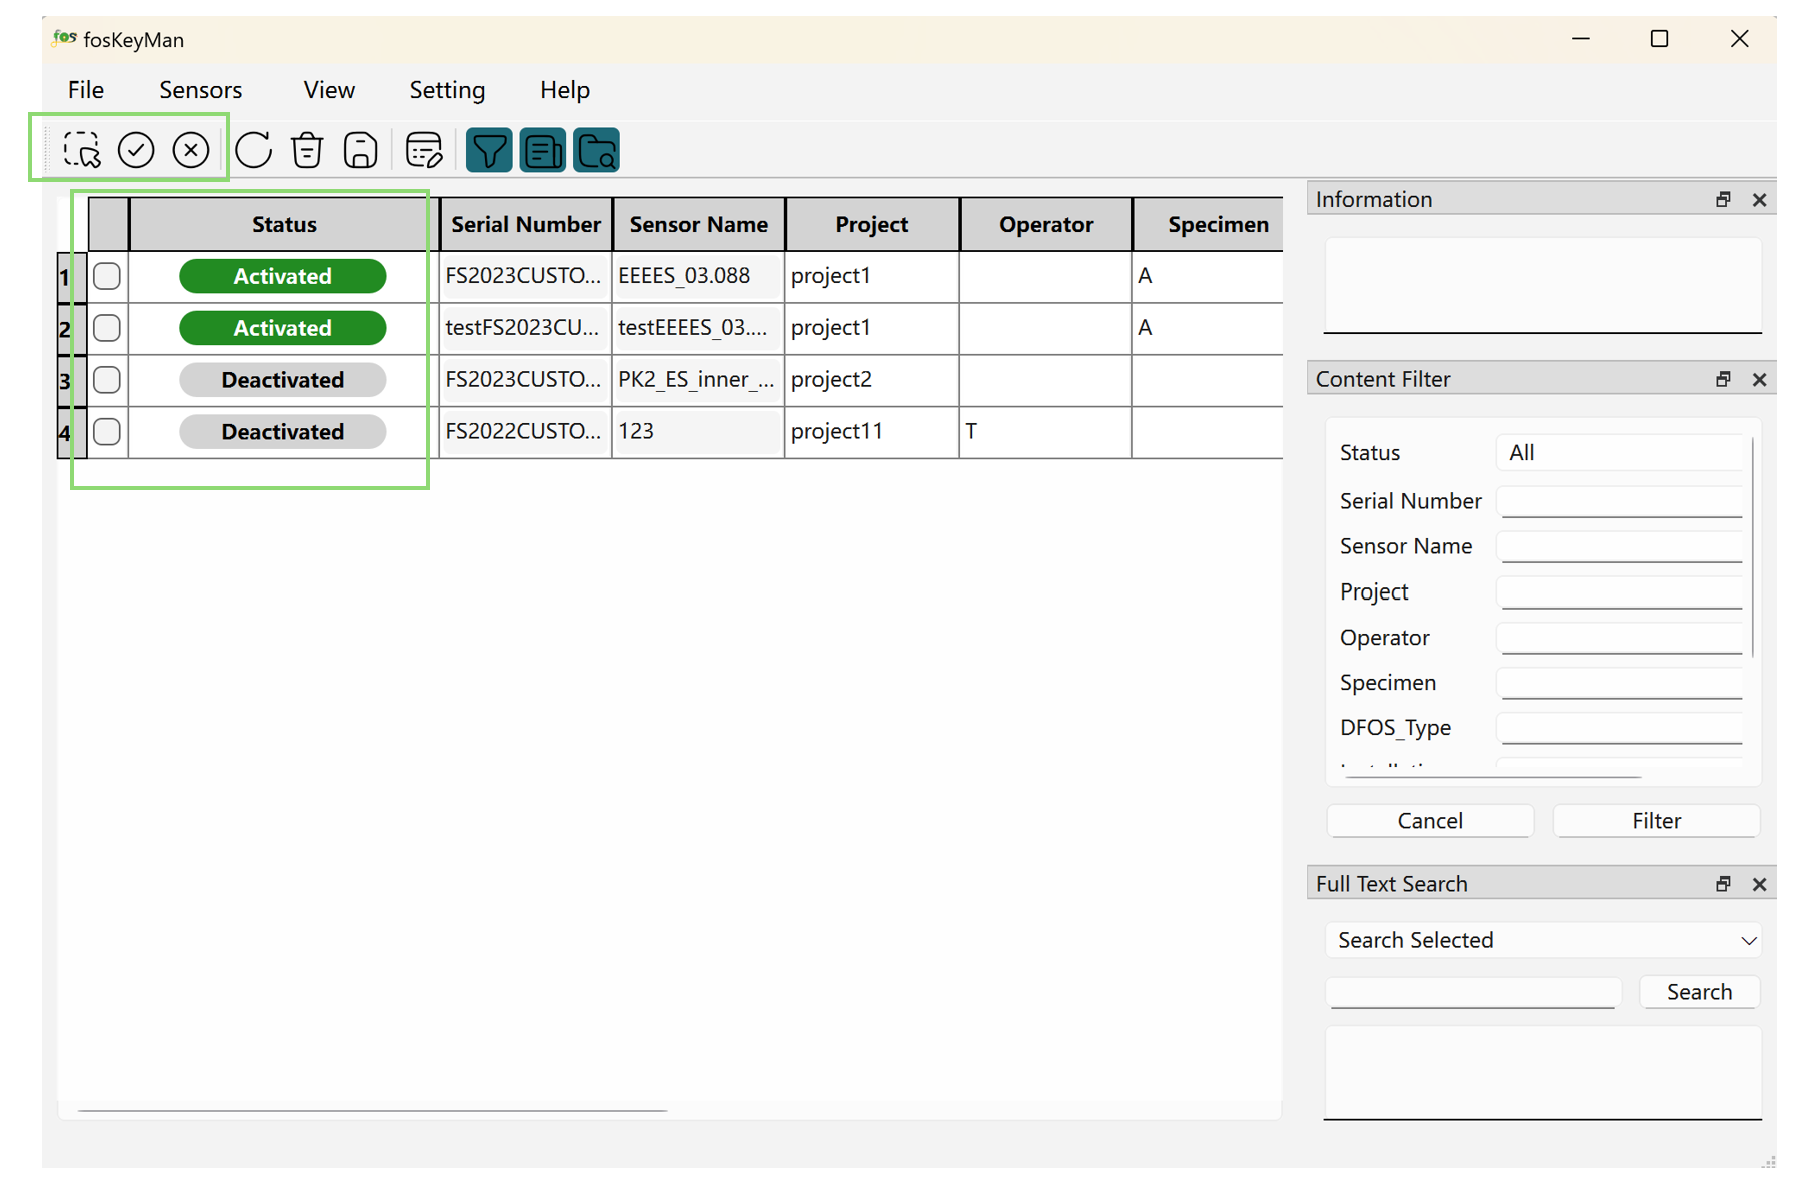 fos fosKeyMan
File Sensors View Setting Help
Information
Status Serial Number Sensor Name Project Operator Specimen
1 Activated FS2023CUSTO... EEEES_03.088 project1 A
2 Activated testFS2023CU... testEEEES_03.... project1 A
3 Deactivated FS2023CUSTO... PK2_ES_inner_... project2
4 Deactivated FS2022CUSTO... 123 project11 T
Content Filter
Status All
Serial Number
Sensor Name
Project
Operator
Specimen
DFOS_Type
Cancel Filter
Full Text Search
Search Selected
Search